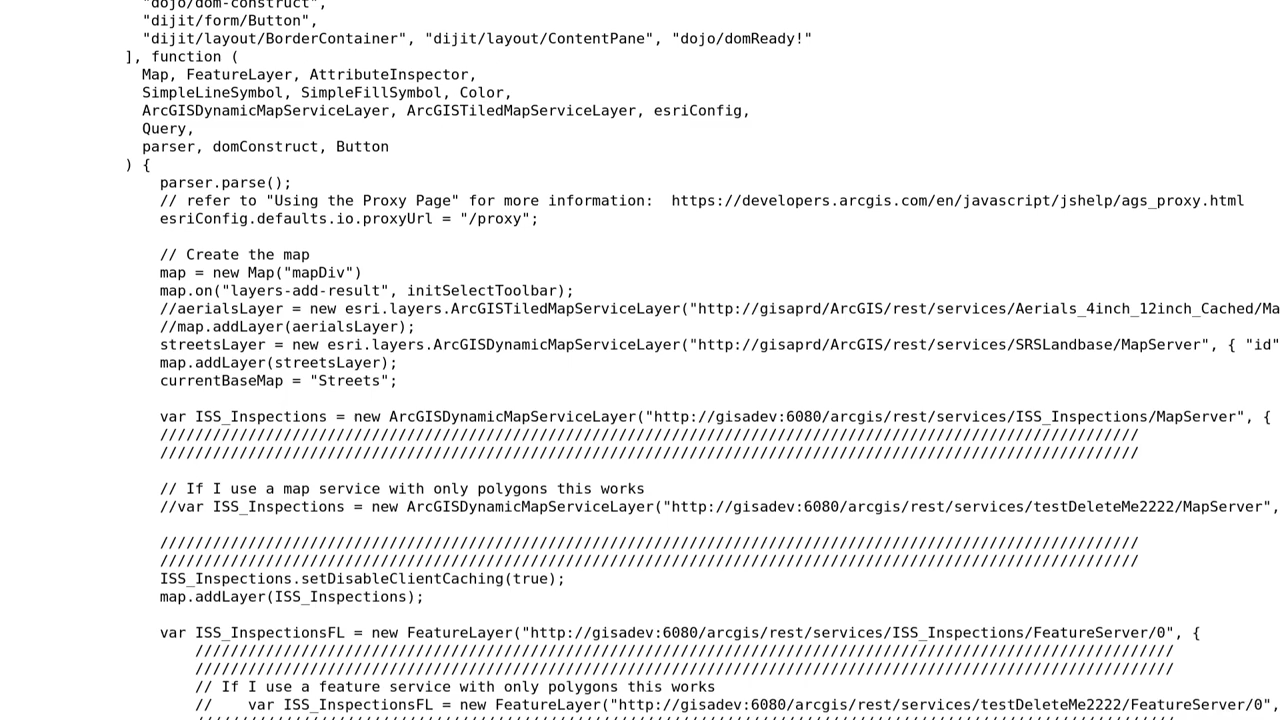 "dojo/dom-construct",
"dijit/form/Button",
"dijit/layout/BorderContainer", "dijit/layout/ContentPane", "dojo/domReady!"
], function (
Map, FeatureLayer, AttributeInspector,
SimpleLineSymbol, SimpleFillSymbol, Color,
ArcGISDynamicMapServiceLayer, ArcGISTiledMapServiceLayer, esriConfig,
Query,
parser, domConstruct, Button
) {
parser.parse();
// refer to "Using the Proxy Page" for more information:  https://developers.arcgis.com/en/javascript/jshelp/ags_proxy.html
esriConfig.defaults.io.proxyUrl = "/proxy";
// Create the map
map = new Map("mapDiv")
map.on("layers-add-result", initSelectToolbar);
//aerialsLayer = new esri.layers.ArcGISTiledMapServiceLayer("http://gisaprd/ArcGIS/rest/services/Aerials_4inch_12inch_Cached/Ma
//map.addLayer(aerialsLayer);
streetsLayer = new esri.layers.ArcGISDynamicMapServiceLayer("http://gisaprd/ArcGIS/rest/services/SRSLandbase/MapServer", { "id"
map.addLayer(streetsLayer);
currentBaseMap = "Streets";
var ISS_Inspections = new ArcGISDynamicMapServiceLayer("http://gisadev:6080/arcgis/rest/services/ISS_Inspections/MapServer", {
///////////////////////////////////////////////////////////////////////////////////////////////////////////////
///////////////////////////////////////////////////////////////////////////////////////////////////////////////
// If I use a map service with only polygons this works
//var ISS_Inspections = new ArcGISDynamicMapServiceLayer("http://gisadev:6080/arcgis/rest/services/testDeleteMe2222/MapServer",
///////////////////////////////////////////////////////////////////////////////////////////////////////////////
///////////////////////////////////////////////////////////////////////////////////////////////////////////////
ISS_Inspections.setDisableClientCaching(true);
map.addLayer(ISS_Inspections);
var ISS_InspectionsFL = new FeatureLayer("http://gisadev:6080/arcgis/rest/services/ISS_Inspections/FeatureServer/0", {
///////////////////////////////////////////////////////////////////////////////////////////////////////////////
///////////////////////////////////////////////////////////////////////////////////////////////////////////////
// If I use a feature service with only polygons this works
//    var ISS_InspectionsFL = new FeatureLayer("http://gisadev:6080/arcgis/rest/services/testDeleteMe2222/FeatureServer/0",
///////////////////////////////////////////////////////////////////////////////////////////////////////////////